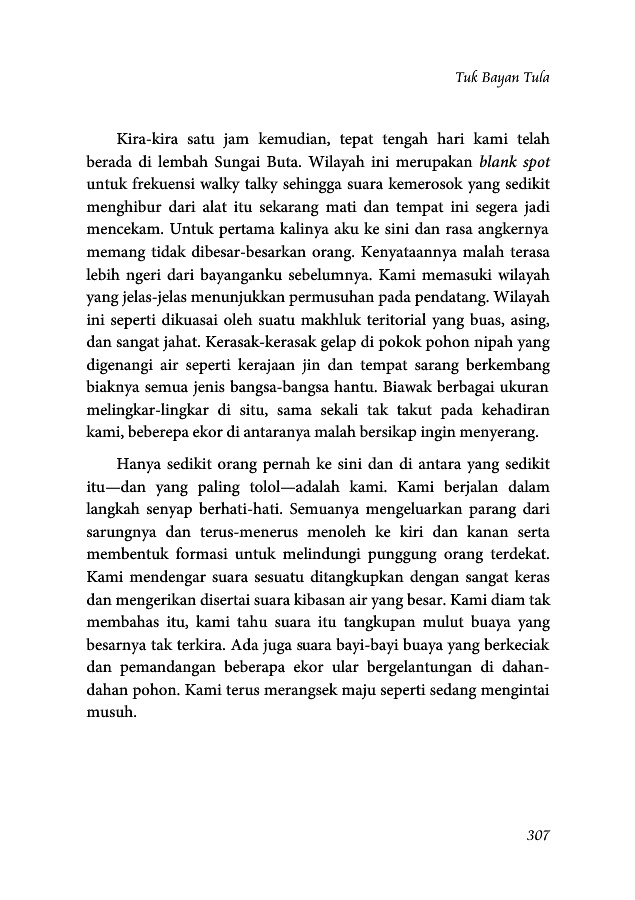 Tuk Bayan Tula
Kira-kira satu jam kemudian, tepat tengah hari kami telah
berada di lembah Sungai Buta. Wilayah ini merupakan blank spot
untuk frekuensi walky talky sehingga suara kemerosok yang sedikit
menghibur dari alat itu sekarang mati dan tempat ini segera jadi
mencekam. Untuk pertama kalinya aku ke sini dan rasa angkernya
memang tidak dibesar-besarkan orang. Kenyataannya malah terasa
lebih ngeri dari bayanganku sebelumnya. Kami memasuki wilayah
yang jelas-jelas menunjukkan permusuhan pada pendatang. Wilayah
ini seperti dikuasai oleh suatu makhluk teritorial yang buas, asing,
dan sangat jahat. Kerasak-kerasak gelap di pokok pohon nipah yang
digenangi air seperti kerajaan jin dan tempat sarang berkembang
biaknya semua jenis bangsa-bangsa hantu. Biawak berbagai ukuran
melingkar-lingkar di situ, sama sekali tak takut pada kehadiran
kami, beberepa ekor di antaranya malah bersikap ingin menyerang.
Hanya sedikit orang pernah ke sini dan di antara yang sedikit
itu—dan yang paling tolol—adalah kami. Kami berjalan dalam
langkah senyap berhati-hati. Semuanya mengeluarkan parang dari
sarungnya dan terus-menerus menoleh ke kiri dan kanan serta
membentuk formasi untuk melindungi punggung orang terdekat.
Kami mendengar suara sesuatu ditangkupkan dengan sangat keras
dan mengerikan disertai suara kibasan air yang besar. Kami diam tak
membahas itu, kami tahu suara itu tangkupan mulut buaya yang
besarnya tak terkira. Ada juga suara bayi-bayi buaya yang berkeciak
dan pemandangan beberapa ekor ular bergelantungan di dahan-
dahan pohon. Kami terus merangsek maju seperti sedang mengintai
musuh.
307